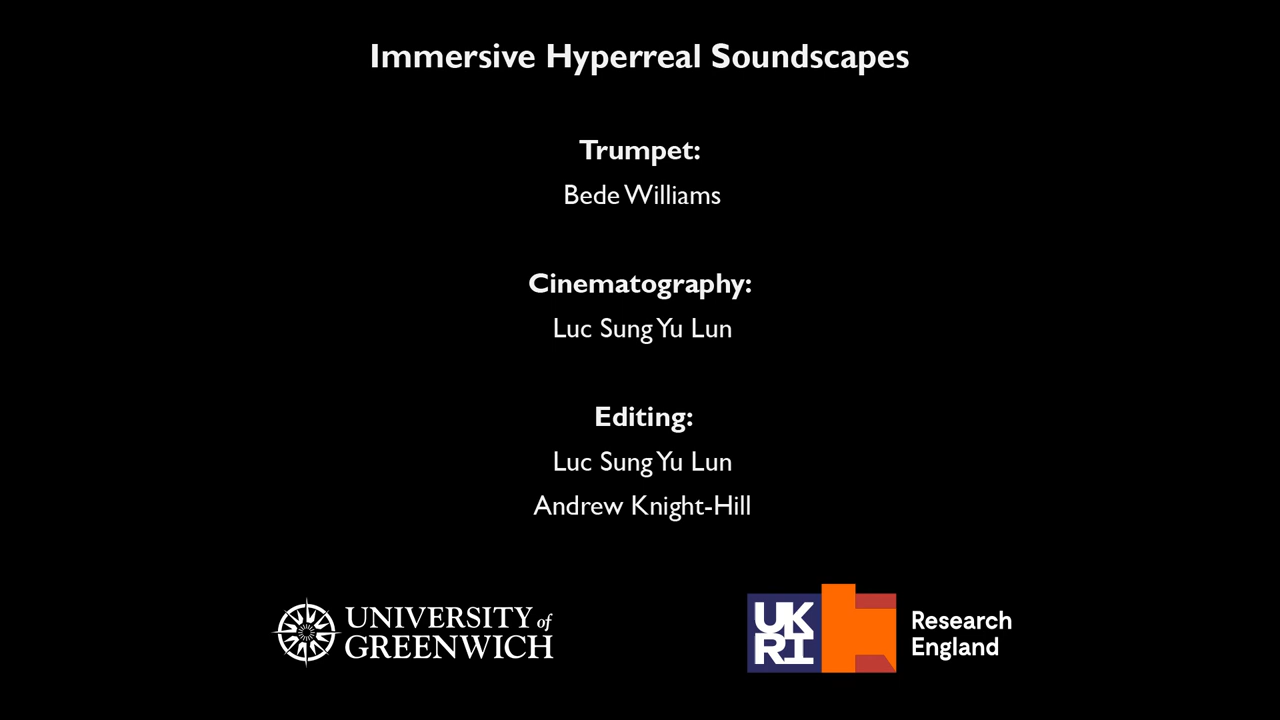 Immersive Hyperreal Soundscapes
Trumpet:
Bede Williams
Cinematography:
Luc Sung Yu Lun
Editing:
Luc Sung Yu Lun
Andrew Knight-Hill
UNIVERSITY of
GREENWICH
UK
RI
Research
England